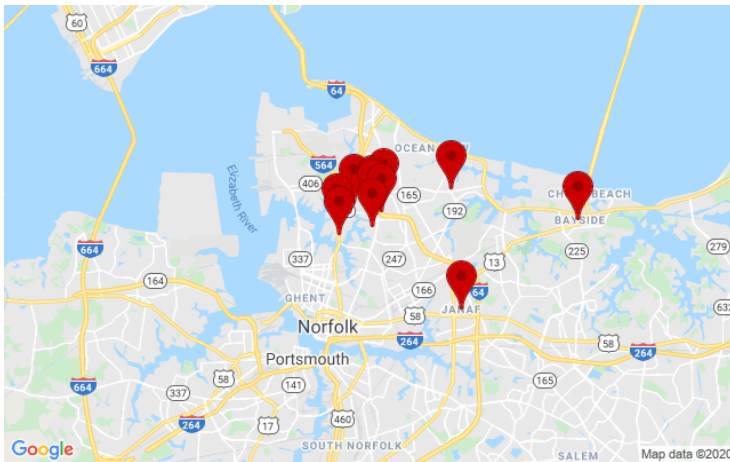 60
664
64
OCEAN
564
406
165
CH BEACH
Elizabeth River
192
BAYSIDE
664
337
247
13
225
279
164
GHENT
166
64
JANAF
632
58
Norfolk
264
58
264
Portsmouth
664
58
141
165
337
264
17
460
SOUTH NORFOLK
SALEM
Google
Map data ©2020